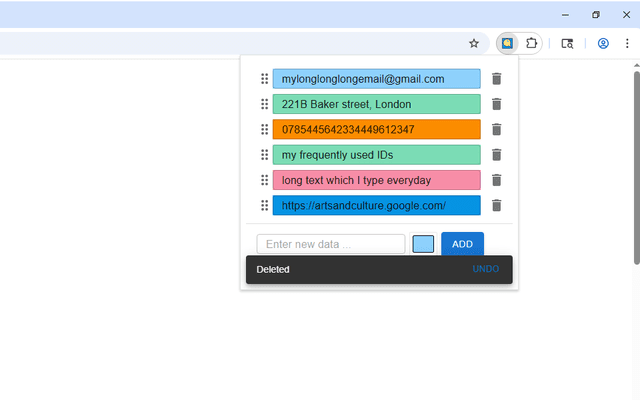 mylonglonglongemail@gmail.com
221B Baker street, London
0785445642334449612347
my frequently used IDs
long text which I type everyday
https://artsandculture.google.com/
Enter new data ...
ADD
Deleted
UNDO